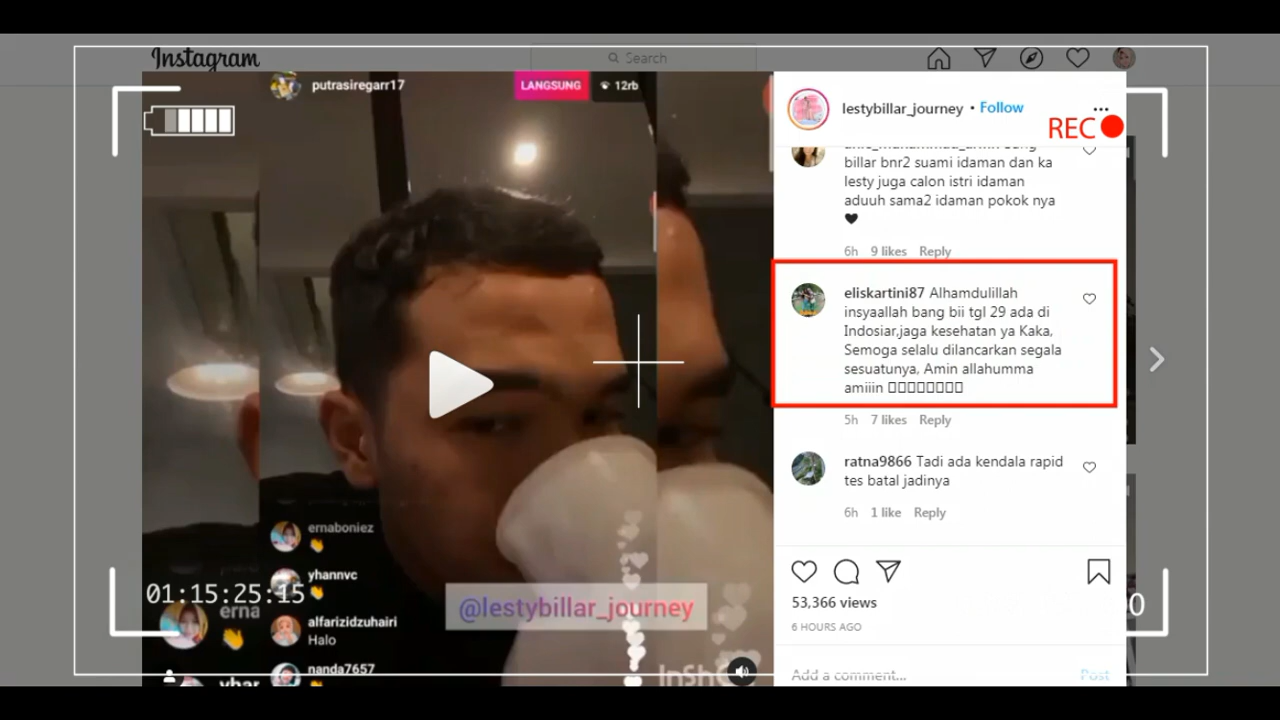 Instagram
Search
putrasiregarr17
LANGSUNG
12rb
lestybillar_journey • Follow
REC
billar bnr2 suami idaman dan ka
lesty juga calon istri idaman
aduuh sama2 idaman pokok nya
6h 9 likes Reply
eliskartini87 Alhamdulillah
insyaallah bang bii tgl 29 ada di
Indosiar,jaga kesehatan ya Kaka,
Semoga selalu dilancarkan segala
sesuatunya, Amin allahumma
amiiin
5h 7 likes Reply
ratna9866 Tadi ada kendala rapid
tes batal jadinya
6h 1 like Reply
ernaboniez
yhannvc
alfarizidzuhairi
Halo
nanda7657
01:15:25:15
erna
@lestybillar_journey
53,366 views
6 HOURS AGO
Add a comment...
Post